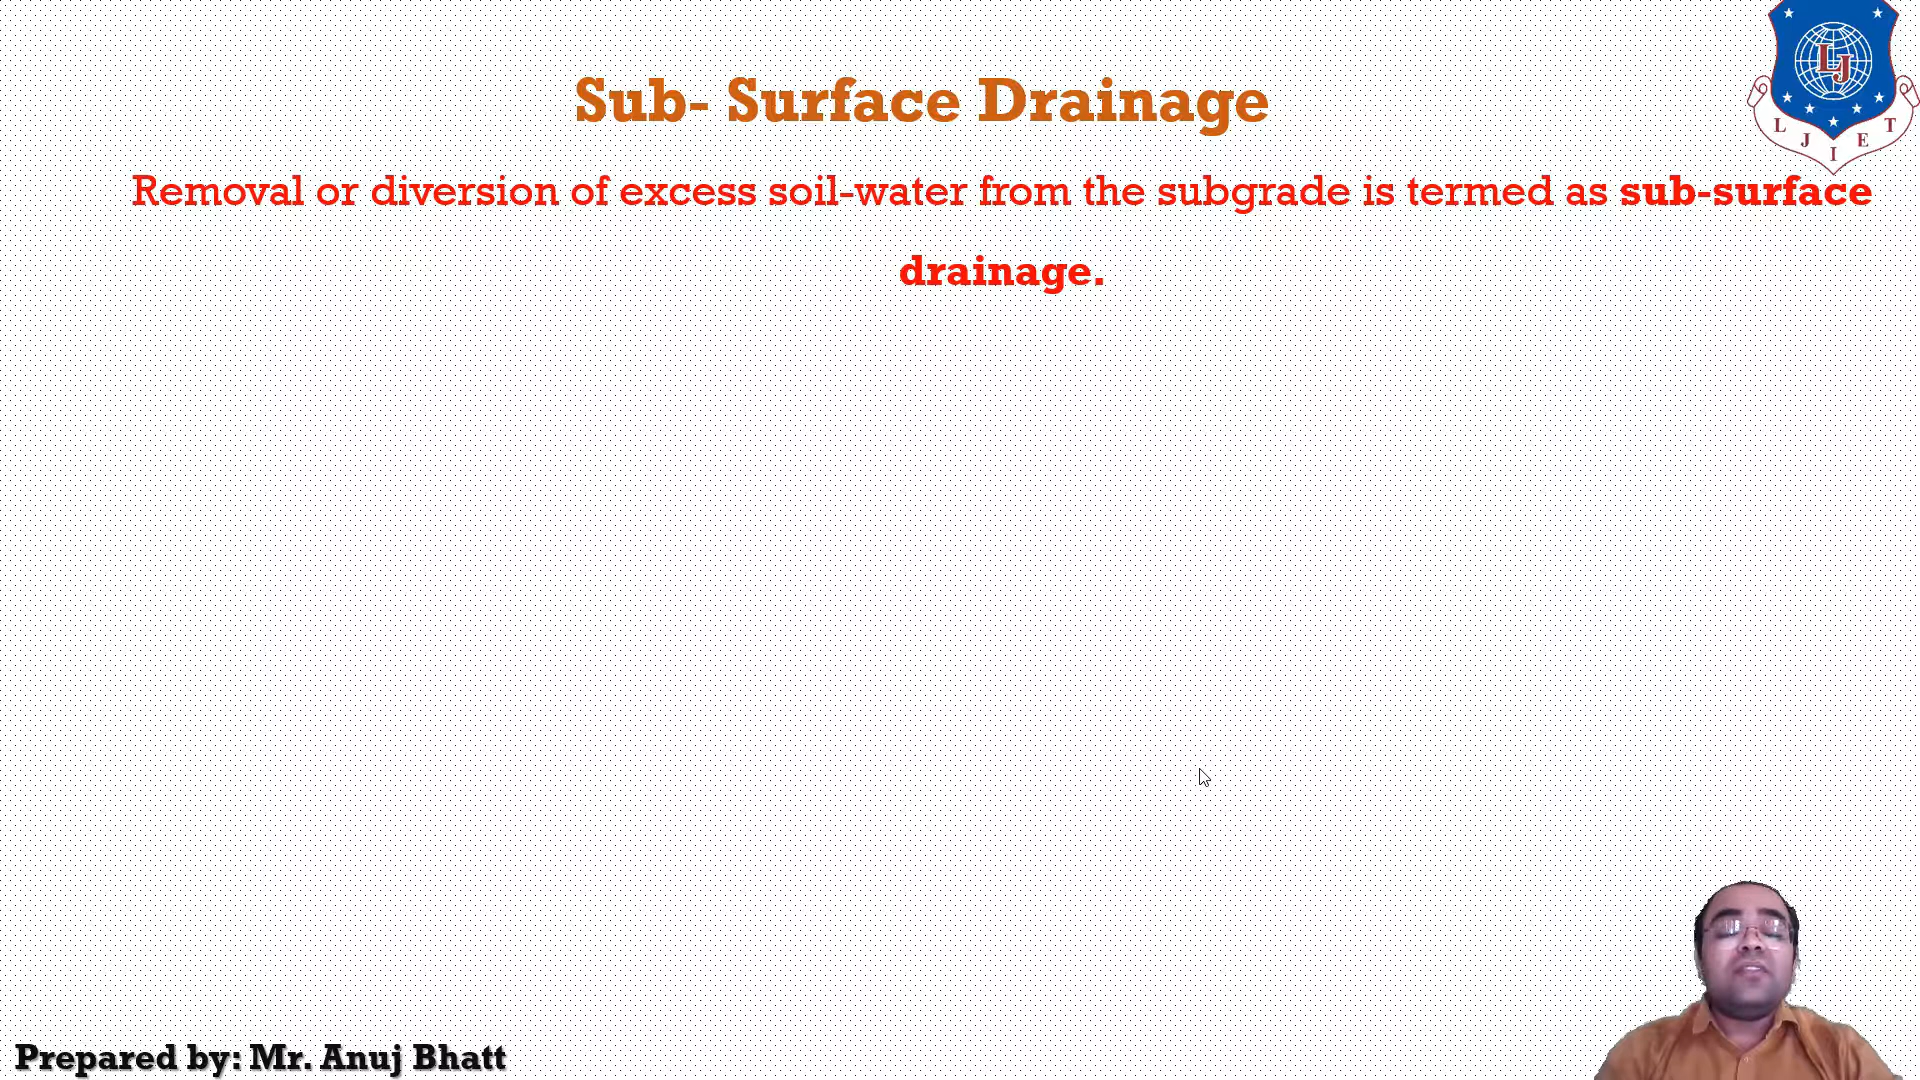 Sub- Surface Drainage
Removal or diversion of excess soil-water from the subgrade is termed as sub-surface
drainage.
LJ
L J I E T
Prepared by: Mr. Anuj Bhatt